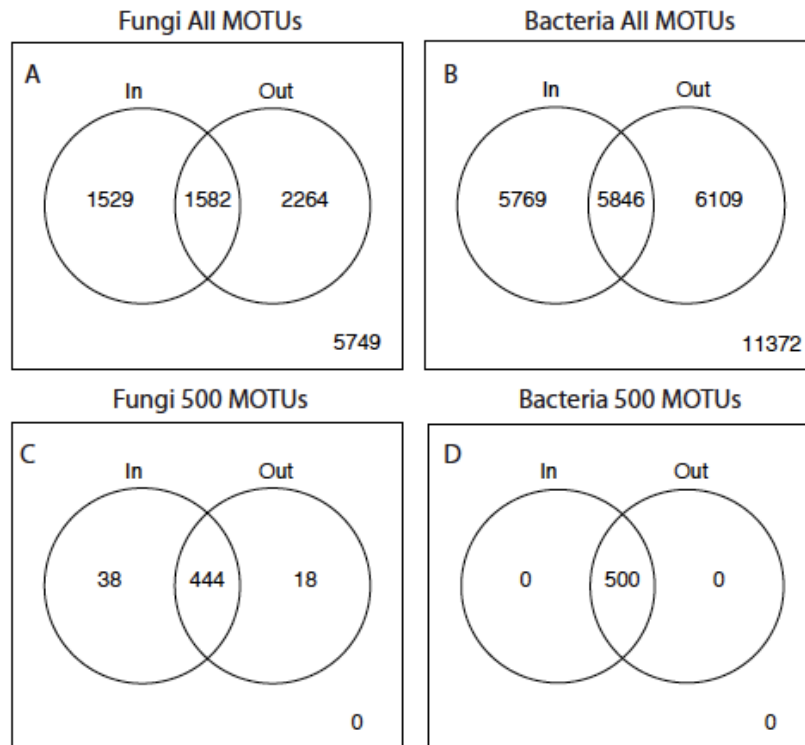 Fungi All MOTUs
Bacteria All MOTUs
A
In
Out
1529
1582
2264
5749
B
In
Out
5769
5846
6109
11372
Fungi 500 MOTUs
Bacteria 500 MOTUs
C
In
Out
38
444
18
0
D
In
Out
0
500
0
0